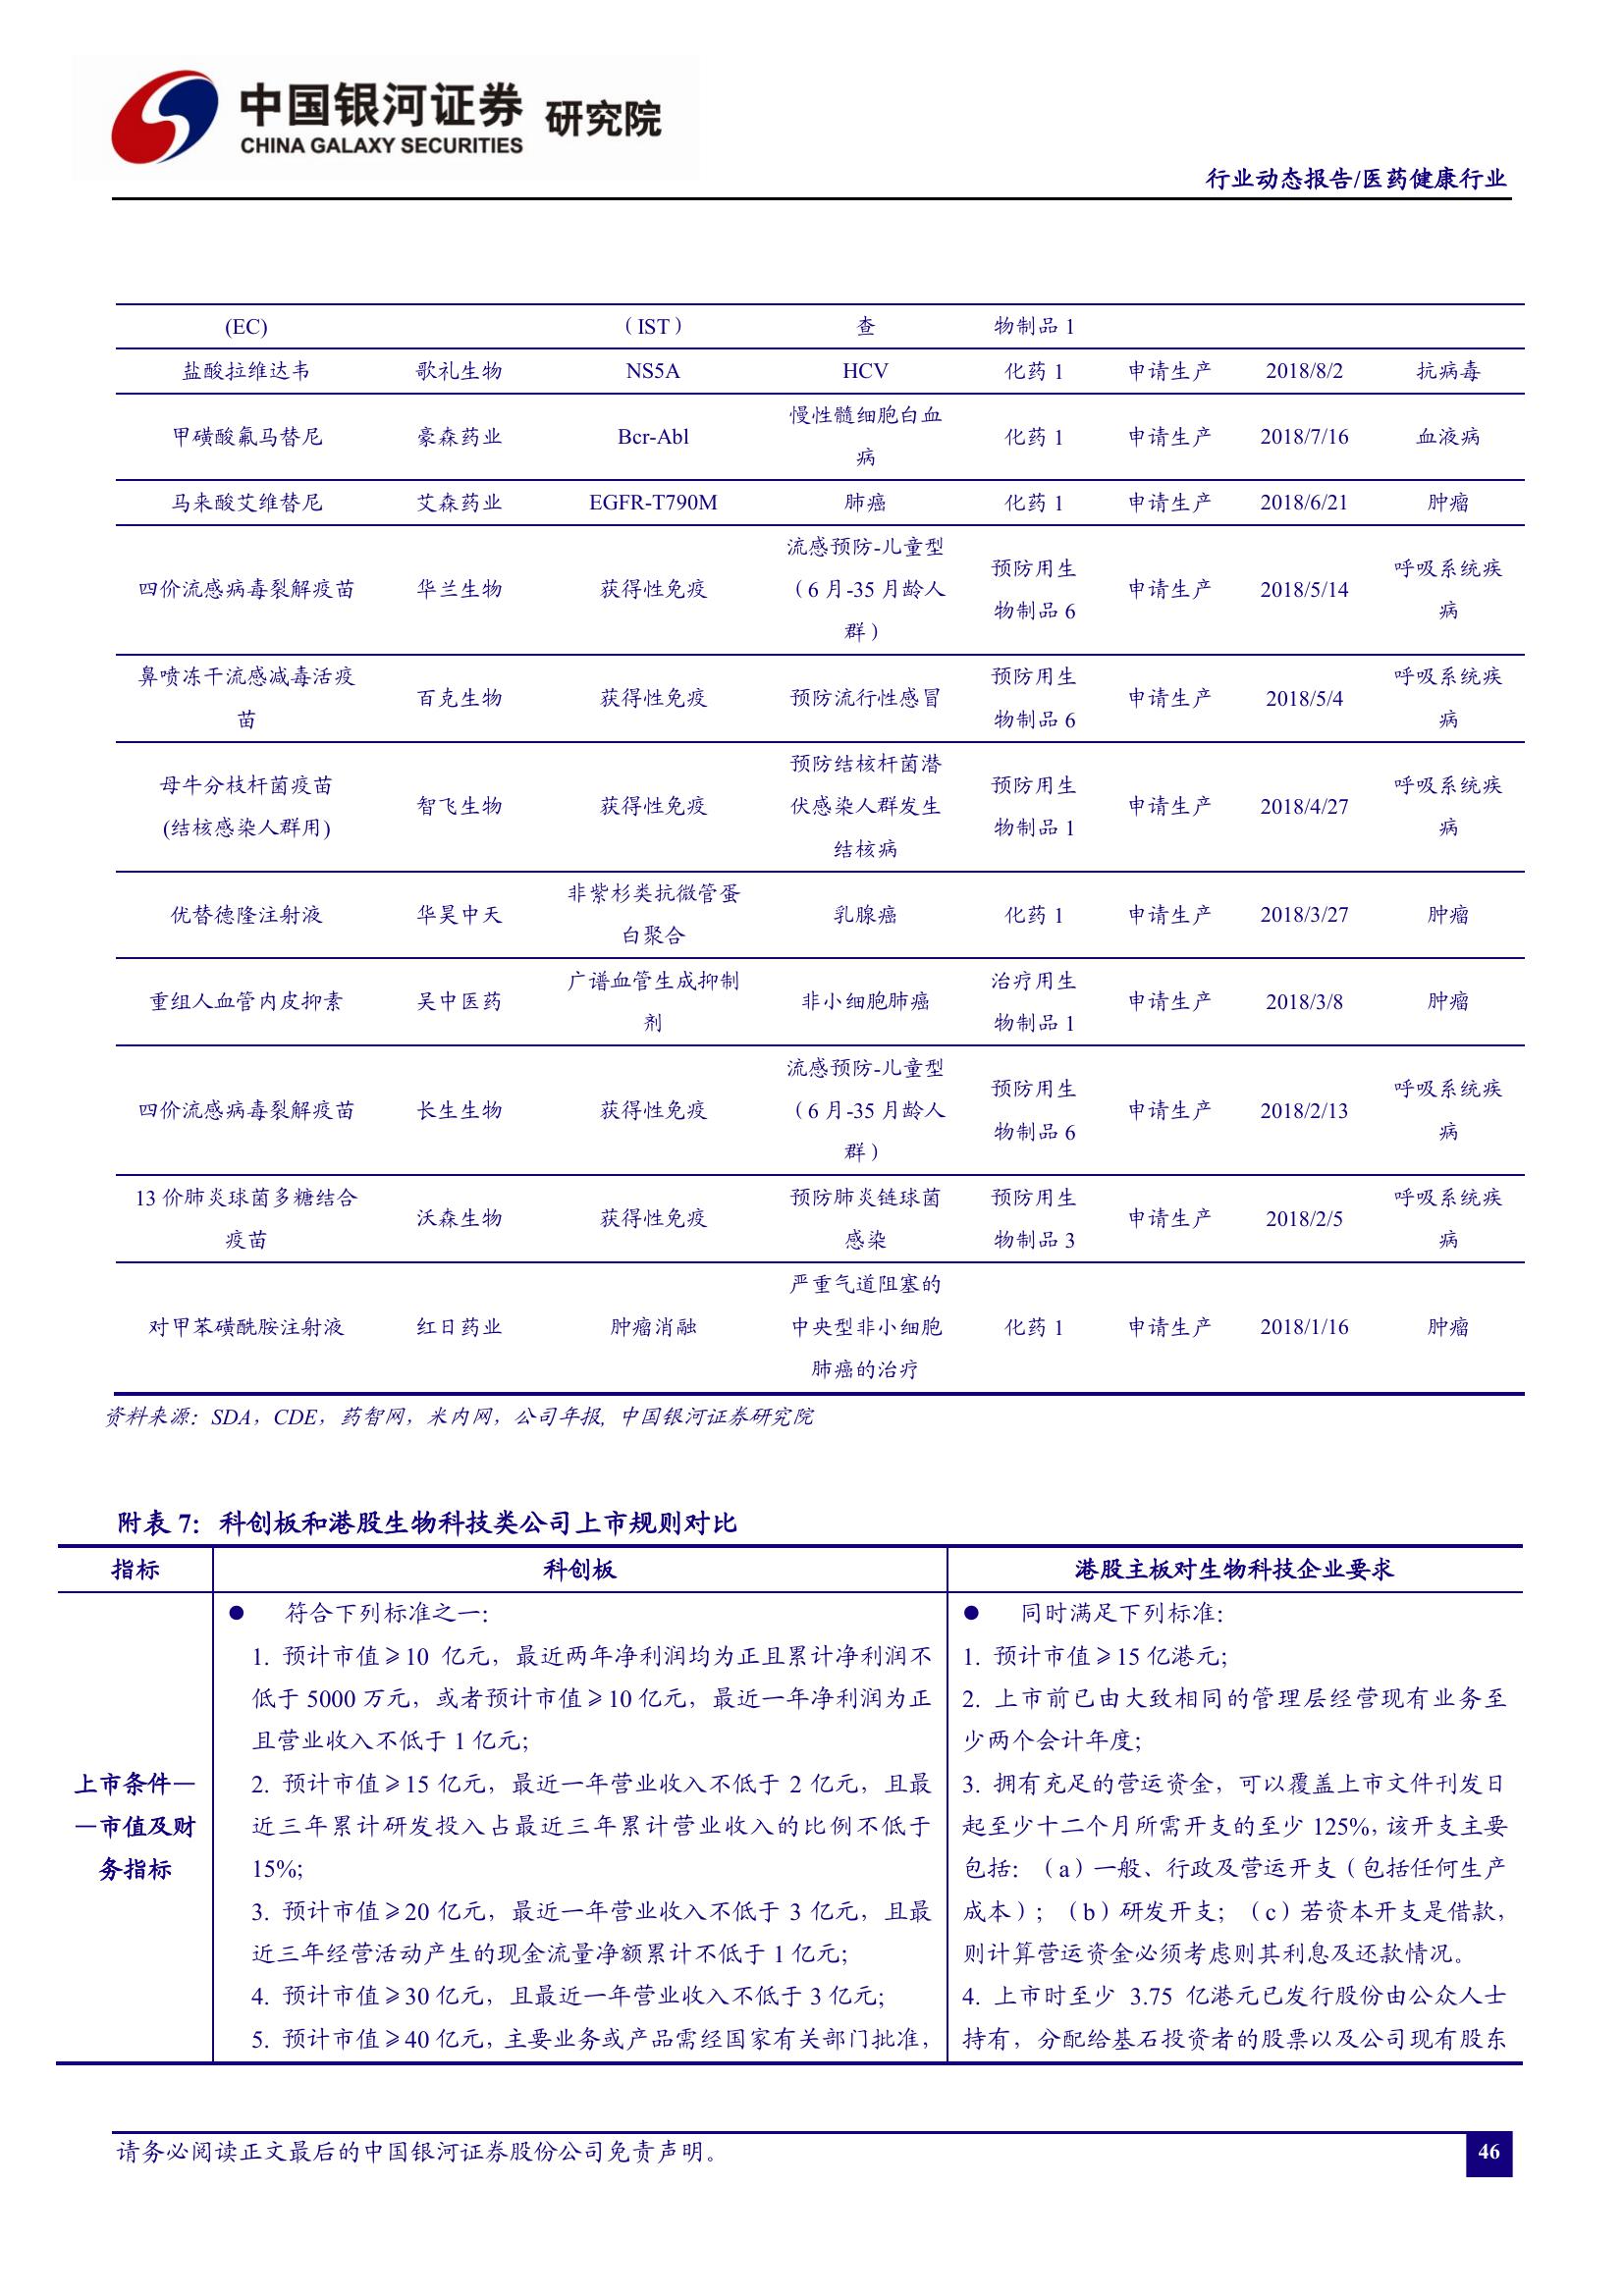 中国银河证券 研究院
CHINA GALAXY SECURITIES
行业动态报告/医药健康行业
(EC) （IST） 查 物制品 1
盐酸拉维达韦 歌礼生物 NS5A HCV 化药 1 申请生产 2018/8/2 抗病毒
慢性髓细胞白血
甲磺酸氟马替尼 豪森药业 Bcr-Abl 化药 1 申请生产 2018/7/16 血液病
病
马来酸艾维替尼 艾森药业 EGFR-T790M 肺癌 化药 1 申请生产 2018/6/21 肿瘤
流感预防-儿童型
预防用生 呼吸系统疾
四价流感病毒裂解疫苗 华兰生物 获得性免疫 （6 月-35 月龄人 申请生产 2018/5/14
物制品 6 病
群）
鼻喷冻干流感减毒活疫 预防用生 呼吸系统疾
百克生物 获得性免疫 预防流行性感冒 申请生产 2018/5/4
苗 物制品 6 病
预防结核杆菌潜
母牛分枝杆菌疫苗 预防用生 呼吸系统疾
智飞生物 获得性免疫 伏感染人群发生 申请生产 2018/4/27
(结核感染人群用) 物制品 1 病
结核病
非紫杉类抗微管蛋
优替德隆注射液 华昊中天 乳腺癌 化药 1 申请生产 2018/3/27 肿瘤
白聚合
广谱血管生成抑制 治疗用生
重组人血管内皮抑素 吴中医药 非小细胞肺癌 申请生产 2018/3/8 肿瘤
剂 物制品 1
流感预防-儿童型
预防用生 呼吸系统疾
四价流感病毒裂解疫苗 长生生物 获得性免疫 （6 月-35 月龄人 申请生产 2018/2/13
物制品 6 病
群）
13 价肺炎球菌多糖结合 预防肺炎链球菌 预防用生 呼吸系统疾
沃森生物 获得性免疫 申请生产 2018/2/5
疫苗 感染 物制品 3 病
严重气道阻塞的
对甲苯磺酰胺注射液 红日药业 肿瘤消融 中央型非小细胞 化药 1 申请生产 2018/1/16 肿瘤
肺癌的治疗
资料来源：SDA，CDE，药智网，米内网，公司年报, 中国银河证券研究院
附表 7：科创板和港股生物科技类公司上市规则对比
指标 科创板 港股主板对生物科技企业要求
上市条件—
—市值及财
务指标
● 符合下列标准之一：
1. 预计市值≥10 亿元，最近两年净利润均为正且累计净利润不
低于 5000 万元，或者预计市值≥10 亿元，最近一年净利润为正
且营业收入不低于 1 亿元；
2. 预计市值≥15 亿元，最近一年营业收入不低于 2 亿元，且最
近三年累计研发投入占最近三年累计营业收入的比例不低于
15%;
3. 预计市值≥20 亿元，最近一年营业收入不低于 3 亿元，且最
近三年经营活动产生的现金流量净额累计不低于 1 亿元；
4. 预计市值≥30 亿元，且最近一年营业收入不低于 3 亿元；
5. 预计市值≥40 亿元，主要业务或产品需经国家有关部门批准，
● 同时满足下列标准：
1. 预计市值≥15 亿港元；
2. 上市前已由大致相同的管理层经营现有业务至
少两个会计年度；
3. 拥有充足的营运资金，可以覆盖上市文件刊发日
起至少十二个月所需开支的至少 125%，该开支主要
包括：（a）一般、行政及营运开支（包括任何生产
成本）；（b）研发开支；（c）若资本开支是借款，
则计算营运资金必须考虑则其利息及还款情况。
4. 上市时至少 3.75 亿港元已发行股份由公众人士
持有，分配给基石投资者的股票以及公司现有股东
请务必阅读正文最后的中国银河证券股份公司免责声明。
46